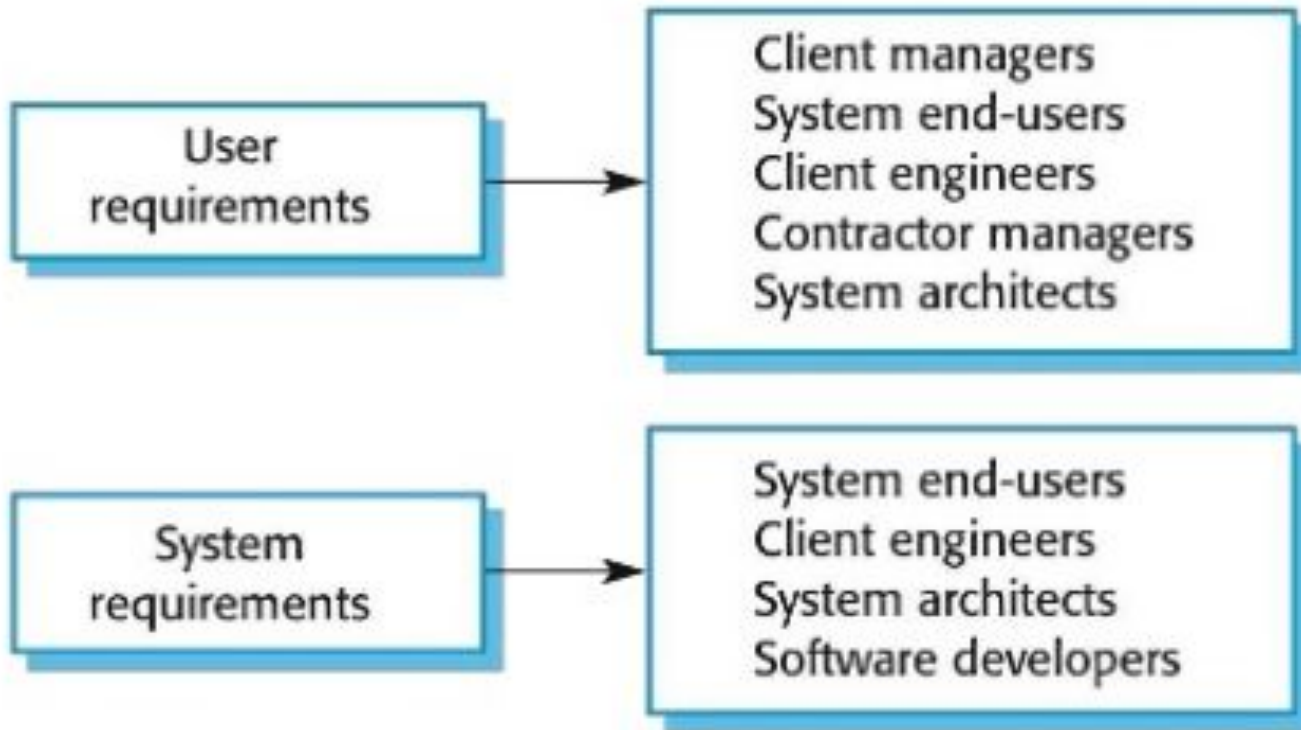 User
requirements
Client managers
System end-users
Client engineers
Contractor managers
System architects
System
requirements
System end-users
Client engineers
System architects
Software developers